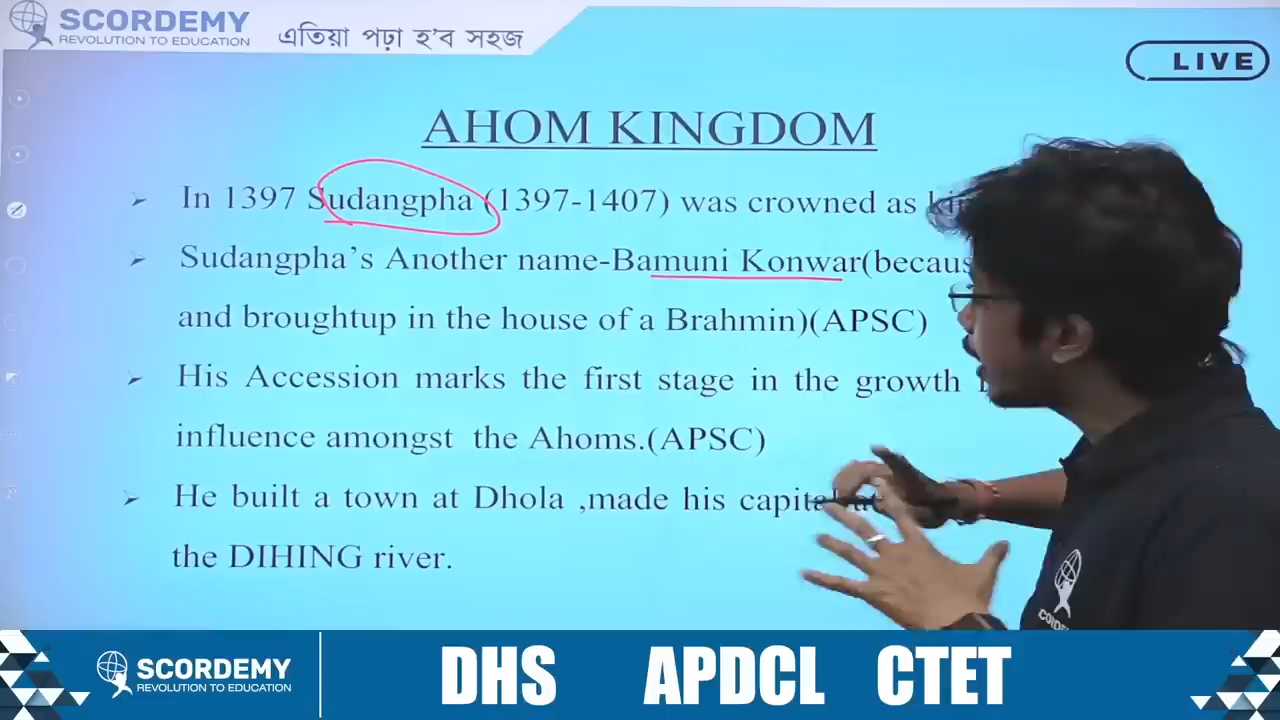 SCORDEMY
REVOLUTION TO EDUCATION
এতিয়া পঢ়া হ'ব সহজ
LIVE
AHOM KINGDOM
In 1397 Sudangpha (1397-1407) was crowned as
Sudangpha's Another name-Bamuni Konwar(becaus
and broughtup in the house of a Brahmin)(APSC)
His Accession marks the first stage in the growth
influence amongst the Ahoms.(APSC)
He built a town at Dhola ,made his capital at
the DIHING river.
SCORDEMY
REVOLUTION TO EDUCATION
DHS APDCL CTET